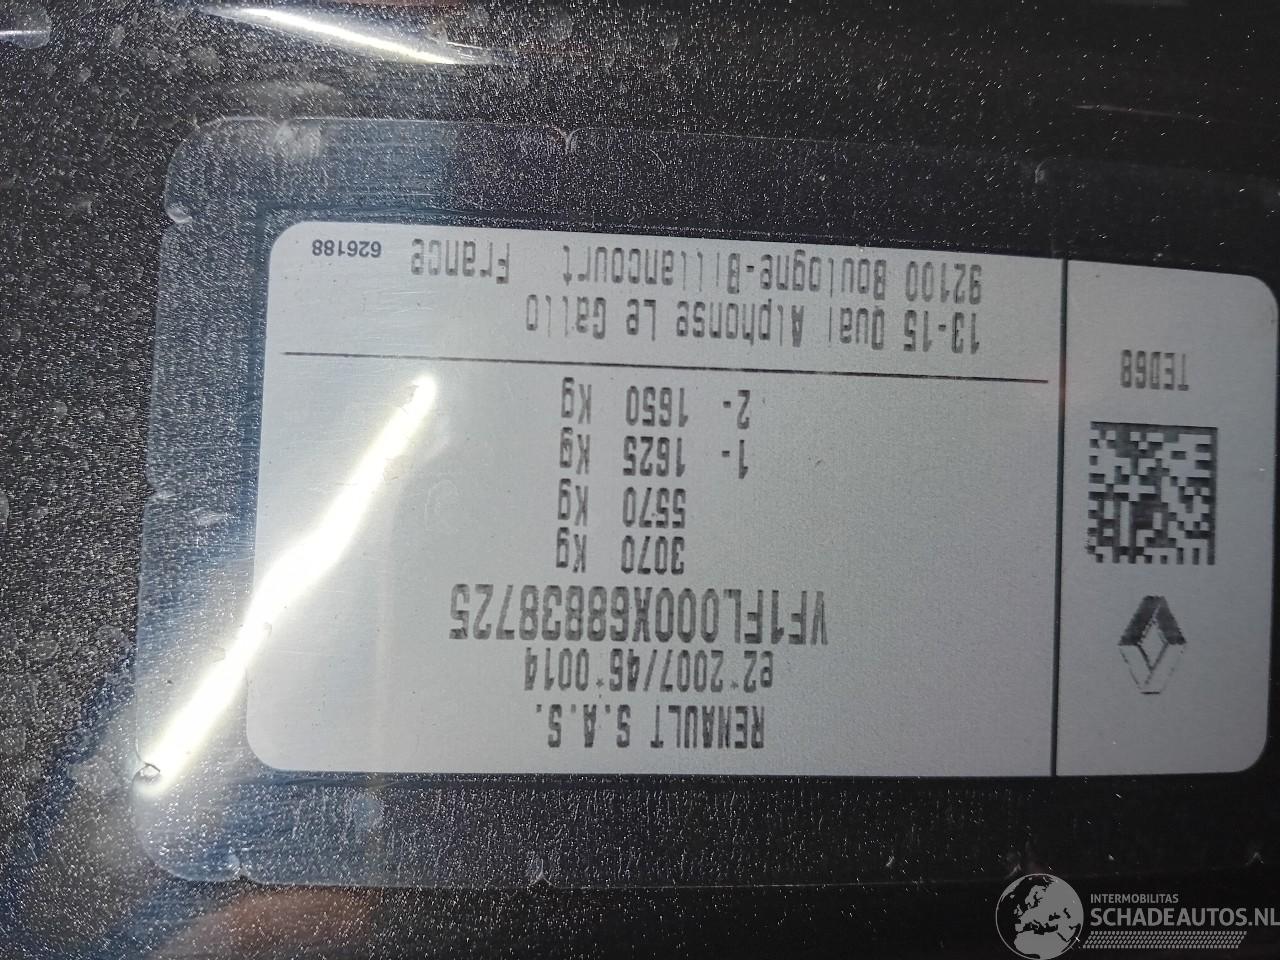 RENAULT S.A.S.
e2*2007/46*0014
VF1FL000X68838725
3070 Kg
5570 Kg
1- 1625 Kg
2- 1650 Kg
13-15 Quai Alphonse Le Gallo
92100 Boulogne-Billancourt France
626188
TED68
INTERMOBILITAS
SCHADEAUTOS.NL